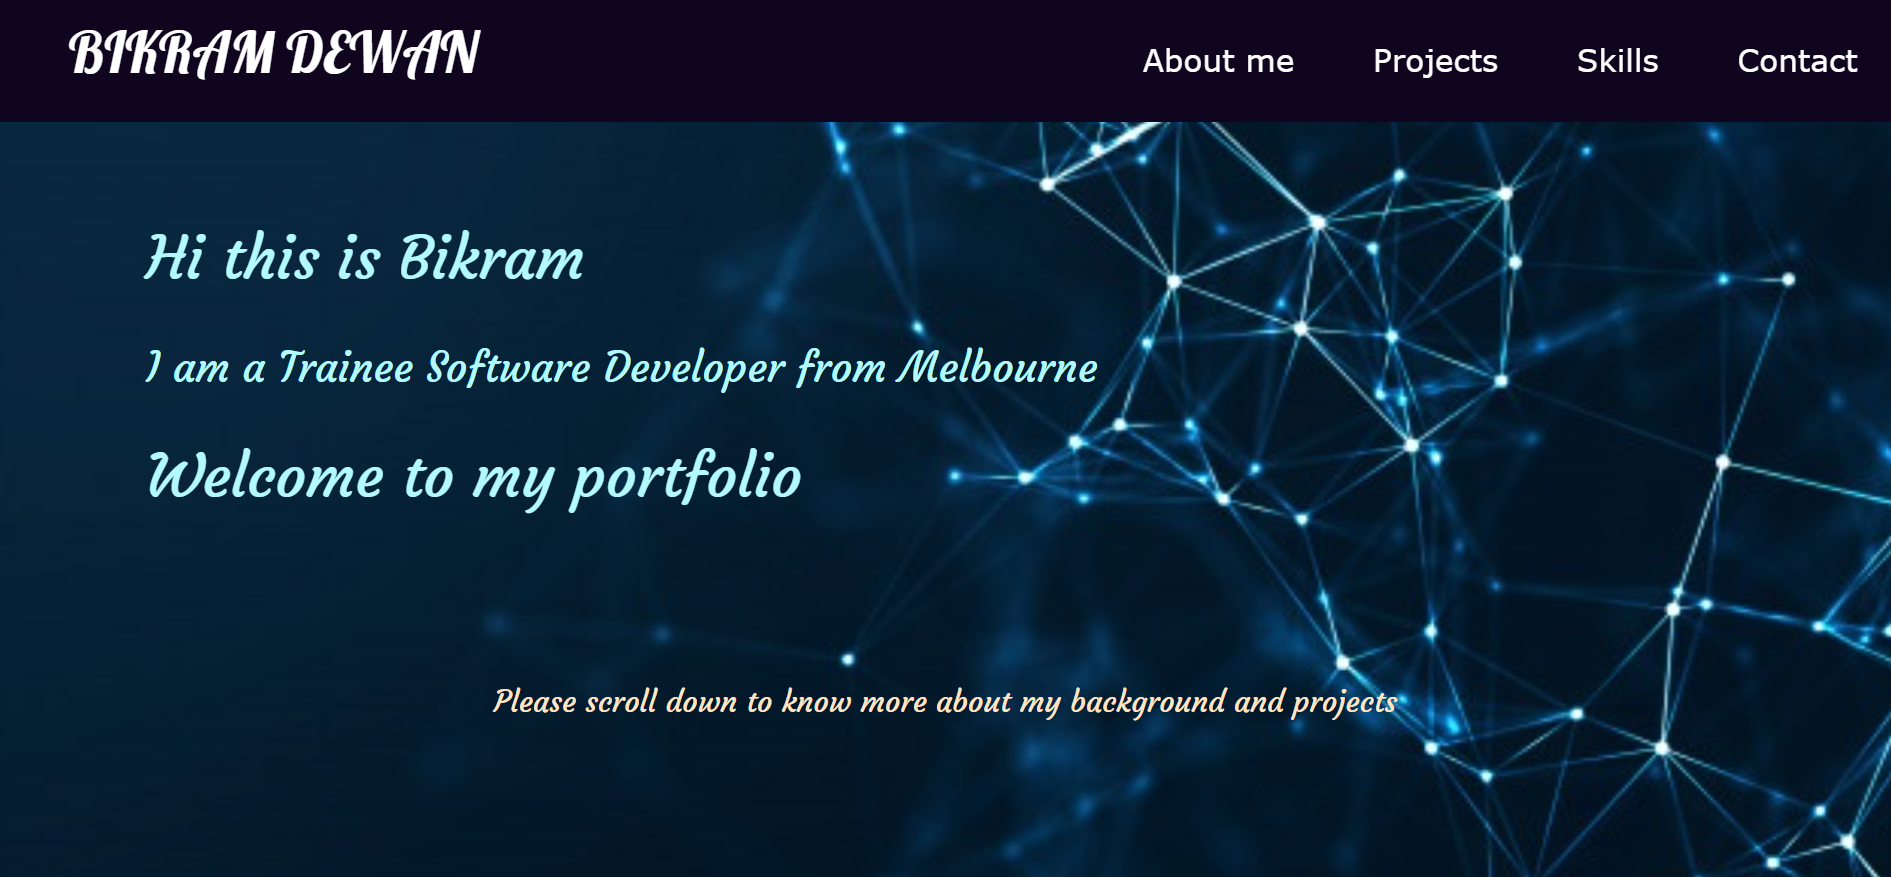 BIKRAM DEWAN
About me Projects Skills Contact
Hi this is Bikram
I am a Trainee Software Developer from Melbourne
Welcome to my portfolio
Please scroll down to know more about my background and projects